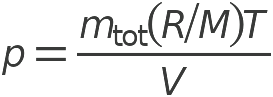 p = m_tot(R/M)T / V